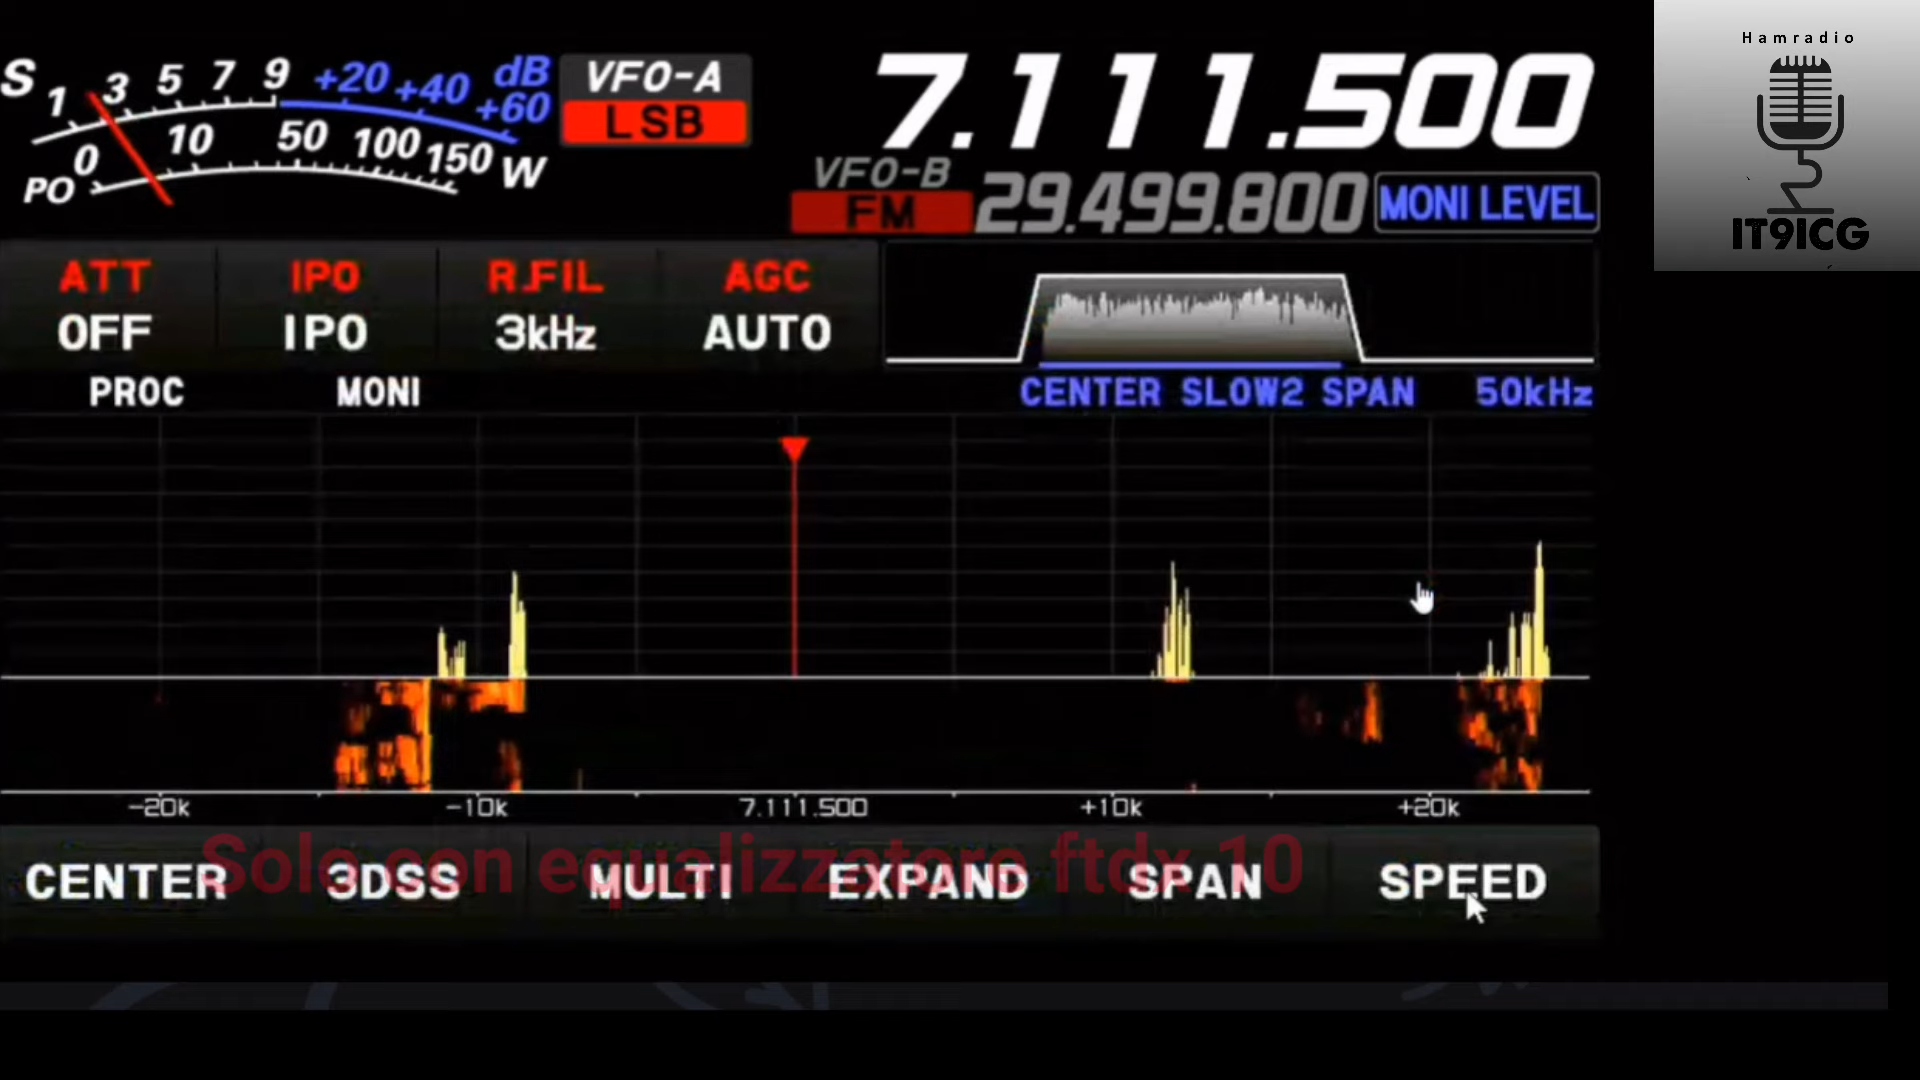 S 1 3 5 7 9 +20 +40 +60 dB
PO 0 10 50 100 150 W
VFO-A
LSB
7.111.500
VFO-B
FM
29.499.800
MONI LEVEL
Hamradio
IT9ICG
ATT IPO R.FIL AGC
OFF IPO 3kHz AUTO
PROC MONI
CENTER SLOW2 SPAN 50kHz
-20k -10k 7.111.500 +10k +20k
Solo con equalizzatore ftdx 10
CENTER 3DSS MULTI EXPAND SPAN SPEED